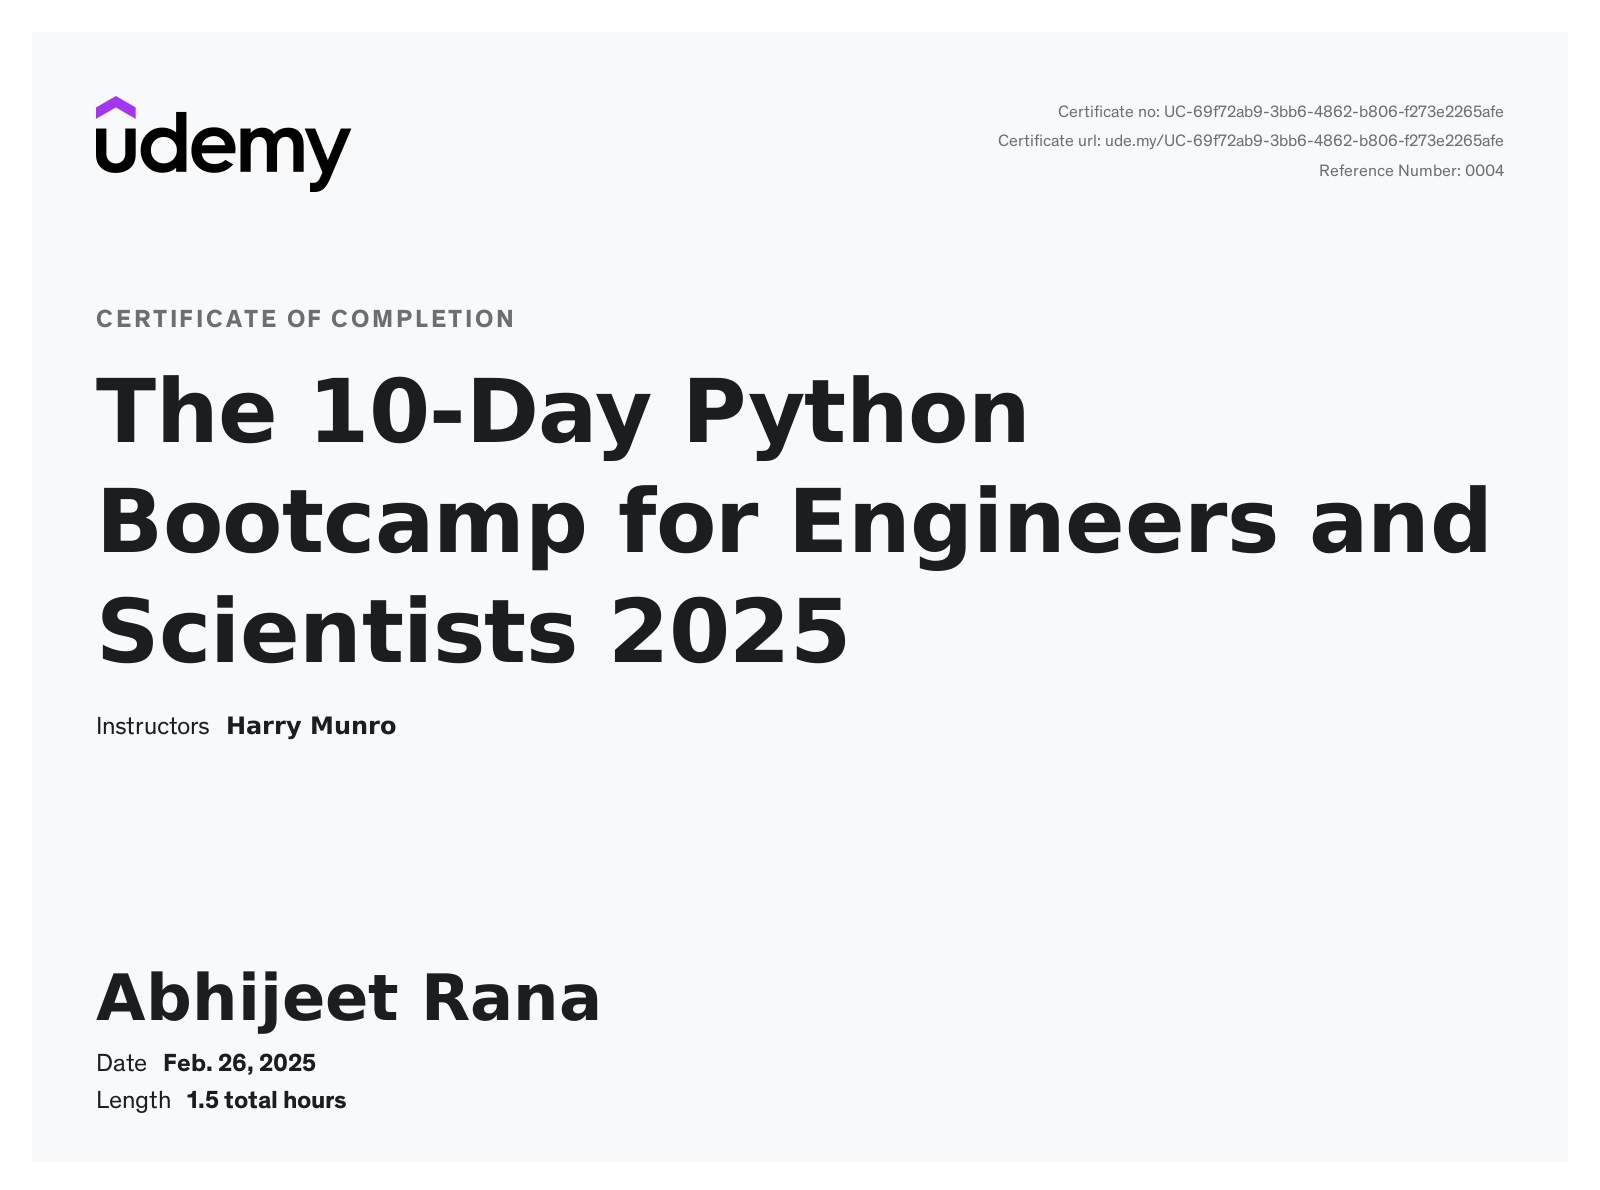 udemy
Certificate no: UC-69f72ab9-3bb6-4862-b806-f273e2265afe
Certificate url: ude.my/UC-69f72ab9-3bb6-4862-b806-f273e2265afe
Reference Number: 0004
CERTIFICATE OF COMPLETION
The 10-Day Python
Bootcamp for Engineers and
Scientists 2025
Instructors Harry Munro
Abhijeet Rana
Date Feb. 26, 2025
Length 1.5 total hours